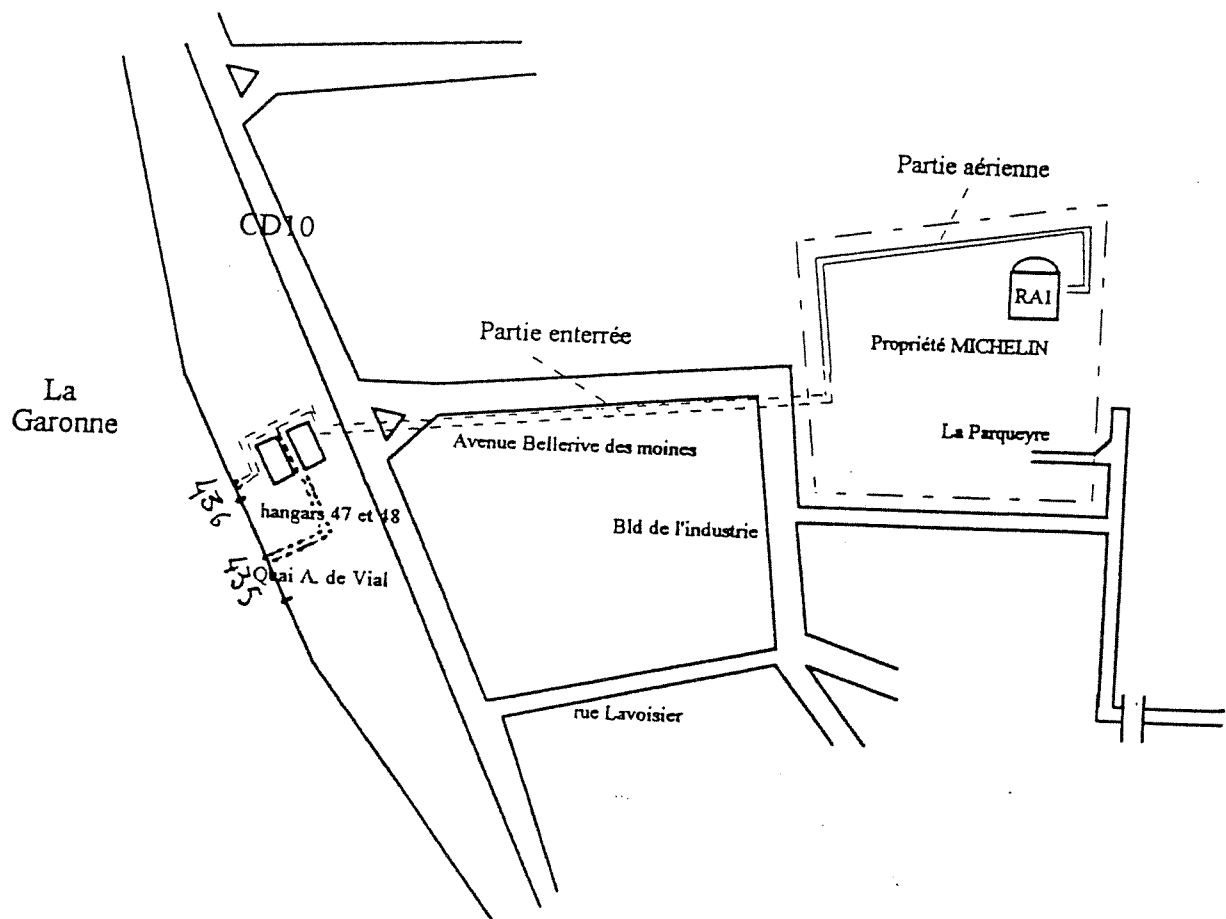 Partie aérienne
CD10
RA1
Partie enterrée
Propriété MICHELIN
La
Garonne
Avenue Bellerive des moines
La Parqueyre
436
hangars 47 et 48
Bld de l'industrie
435
Quai A. de Vial
rue Lavoisier